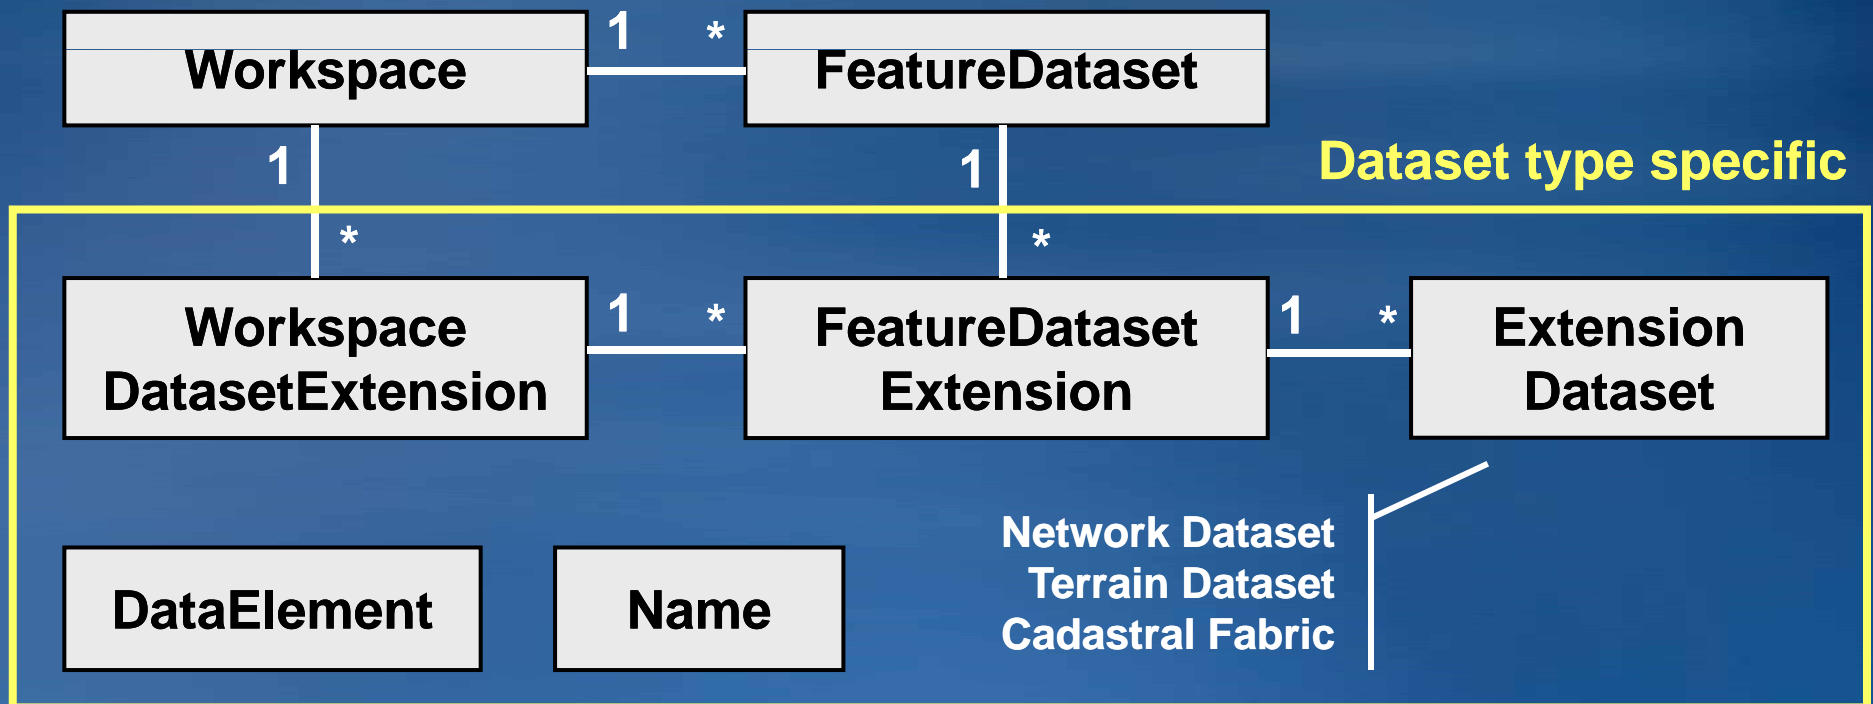 1 *
Workspace
FeatureDataset
1
1
Dataset type specific
*
*
Workspace
DatasetExtension
1 *
FeatureDataset
Extension
1 *
Extension
Dataset
DataElement
Name
Network Dataset
Terrain Dataset
Cadastral Fabric